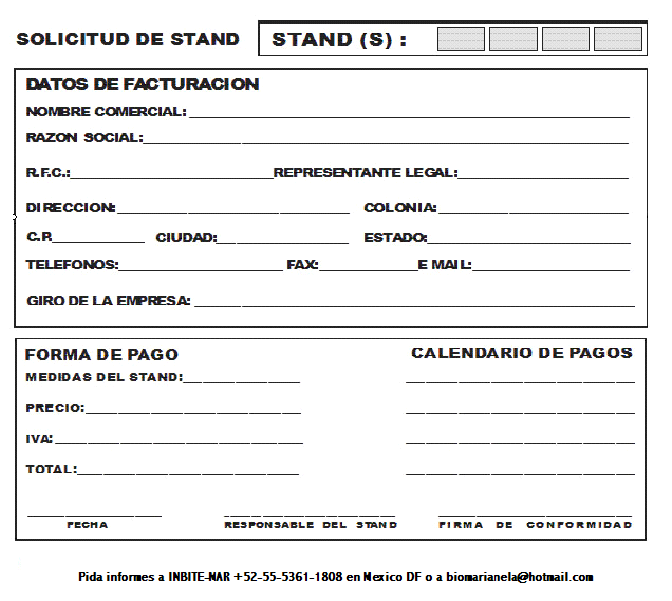 SOLICITUD DE STAND STAND (S) :
DATOS DE FACTURACION
NOMBRE COMERCIAL:
RAZON SOCIAL:
R.F.C.: REPRESENTANTE LEGAL:
DIRECCION: COLONIA:
C.P. CIUDAD: ESTADO:
TELEFONOS: FAX: E MAIL:
GIRO DE LA EMPRESA:
FORMA DE PAGO CALENDARIO DE PAGOS
MEDIDAS DEL STAND:
PRECIO:
IVA:
TOTAL:
FECHA RESPONSABLE DEL STAND FIRMA DE CONFORMIDAD
Pida informes a INBITE-MAR +52-55-5361-1808 en Mexico DF o a biomarianela@hotmail.com